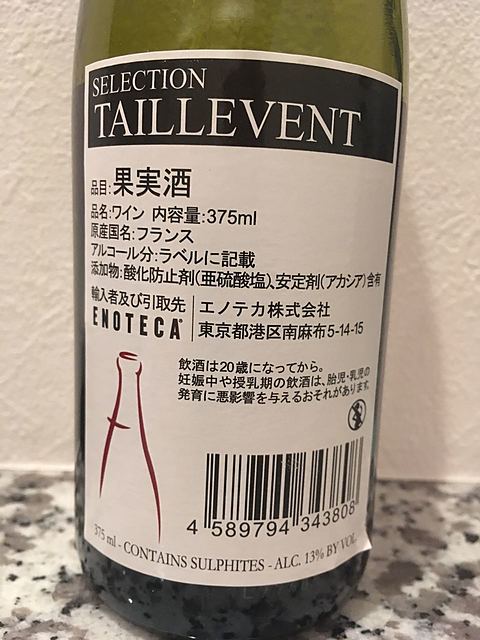 SELECTION
TAILLEVENT
品目:果実酒
品名:ワイン 内容量:375ml
原産国名:フランス
アルコール分:ラベルに記載
添加物:酸化防止剤(亜硫酸塩)、安定剤(アカシア)含有
輸入者及び引取先
ENOTECA
エノテカ株式会社
東京都港区南麻布5-14-15
飲酒は20歳になってから。
妊娠中や授乳期の飲酒は、胎児・乳児の
発育に悪影響を与えるおそれがあります。
4 589794 343808
375 ml - CONTAINS SULPHITES - ALC. 13% BY VOL.